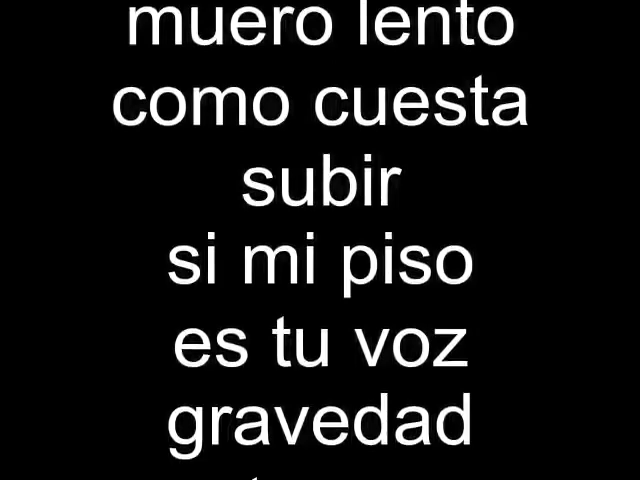 muero lento
como cuesta
subir
si mi piso
es tu voz
gravedad